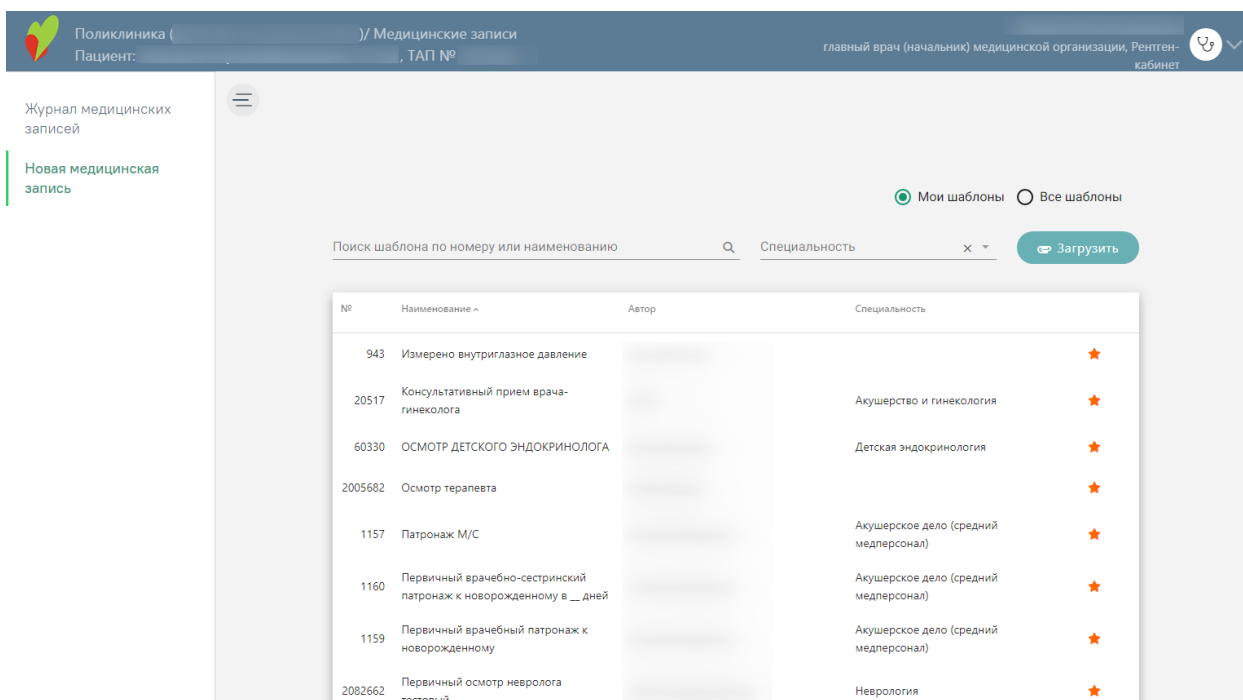 Поликлиника (
)/ Медицинские записи
Пациент:
, ТАП №
главный врач (начальник) медицинской организации, Рентген-
кабинет
Журнал медицинских
записей
Новая медицинская
запись
Мои шаблоны
Все шаблоны
Поиск шаблона по номеру или наименованию
Специальность
Загрузить
№
Наименование
Автор
Специальность
943
Измерено внутриглазное давление
20517
Консультативный прием врача-
гинеколога
Акушерство и гинекология
60330
ОСМОТР ДЕТСКОГО ЭНДОКРИНОЛОГА
Детская эндокринология
2005682
Осмотр терапевта
1157
Патронаж М/С
Акушерское дело (средний
медперсонал)
1160
Первичный врачебно-сестринский
патронаж к новорожденному в __ дней
Акушерское дело (средний
медперсонал)
1159
Первичный врачебный патронаж к
новорожденному
Акушерское дело (средний
медперсонал)
2082662
Первичный осмотр невролога
тестовый
Неврология